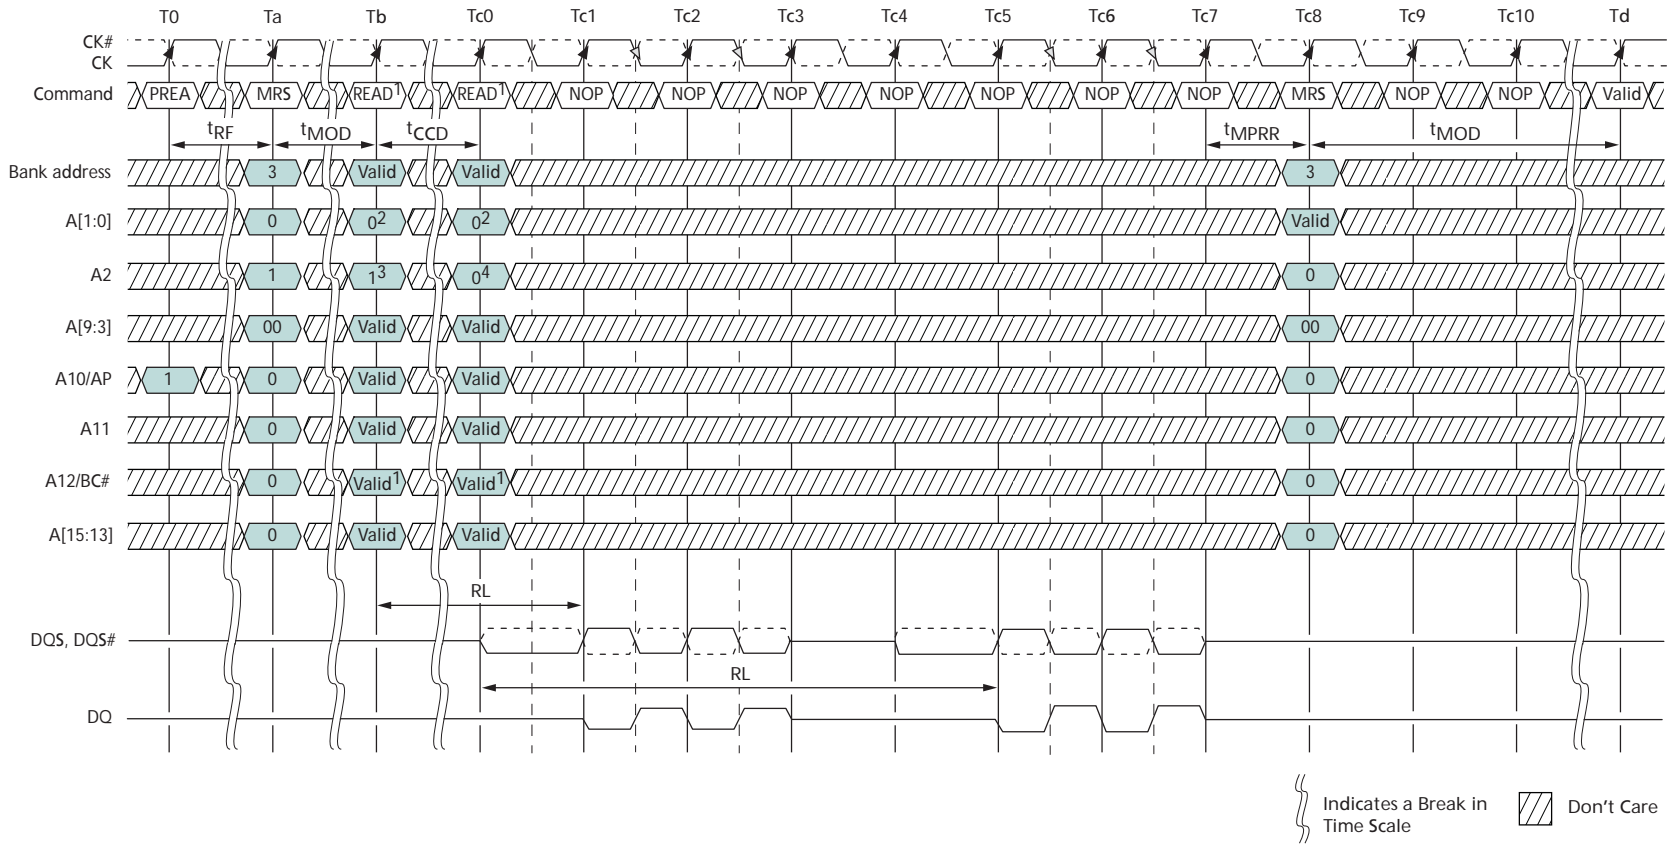 T0 Ta Tb Tc0 Tc1 Tc2 Tc3 Tc4 Tc5 Tc6 Tc7 Tc8 Tc9 Tc10 Td
CK#
CK
Command PREA MRS READ1 READ1 NOP NOP NOP NOP NOP NOP NOP MRS NOP NOP Valid
tRF tMOD tCCD tMPRR tMOD
Bank address 3 Valid Valid 3
A[1:0] 0 02 02 Valid
A2 1 13 04 0
A[9:3] 00 Valid Valid 00
A10/AP 1 0 Valid Valid 0
A11 0 Valid Valid 0
A12/BC# 0 Valid1 Valid1 0
A[15:13] 0 Valid Valid 0
RL
DQS, DQS#
RL
DQ
Indicates a Break in
Time Scale
Don't Care